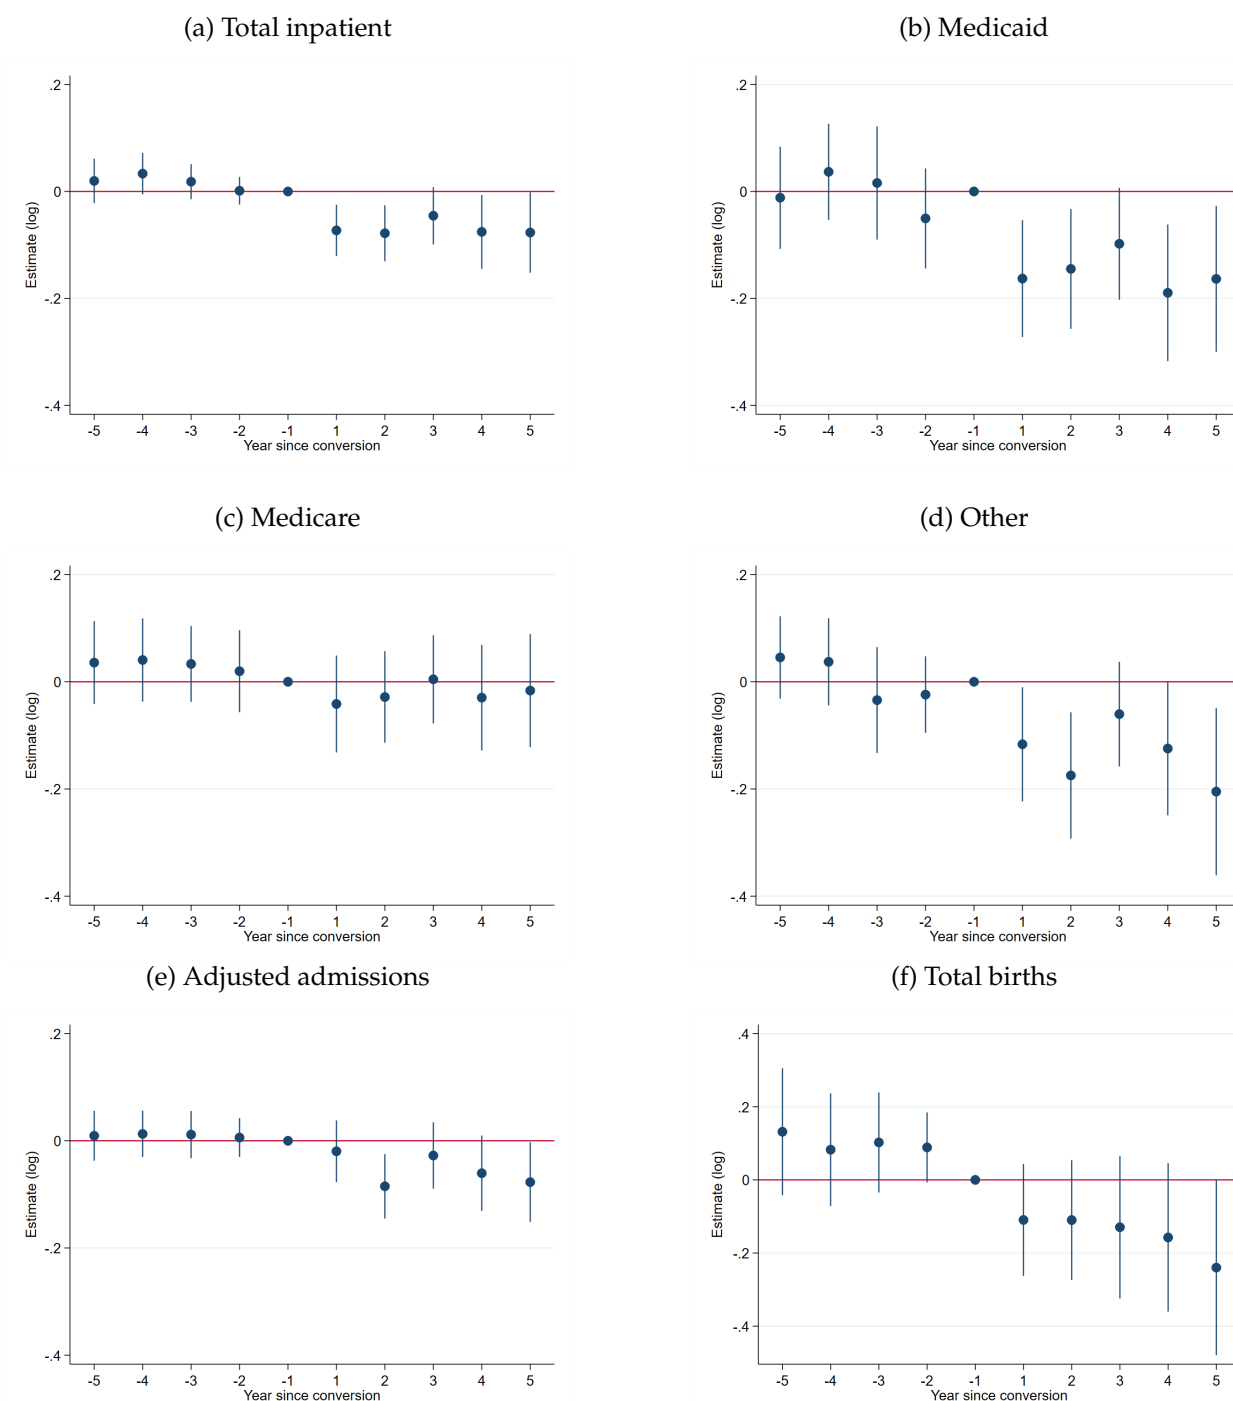 (a) Total inpatient
.2
0
-.2
-.4
Estimate (log)
-5 -4 -3 -2 -1 1 2 3 4 5
Year since conversion
(b) Medicaid
.2
0
-.2
-.4
Estimate (log)
-5 -4 -3 -2 -1 1 2 3 4 5
Year since conversion
(c) Medicare
.2
0
-.2
-.4
Estimate (log)
-5 -4 -3 -2 -1 1 2 3 4 5
Year since conversion
(d) Other
.2
0
-.2
-.4
Estimate (log)
-5 -4 -3 -2 -1 1 2 3 4 5
Year since conversion
(e) Adjusted admissions
.2
0
-.2
-.4
Estimate (log)
-5 -4 -3 -2 -1 1 2 3 4 5
Year since conversion
(f) Total births
.4
.2
0
-.2
-.4
Estimate (log)
-5 -4 -3 -2 -1 1 2 3 4 5
Year since conversion